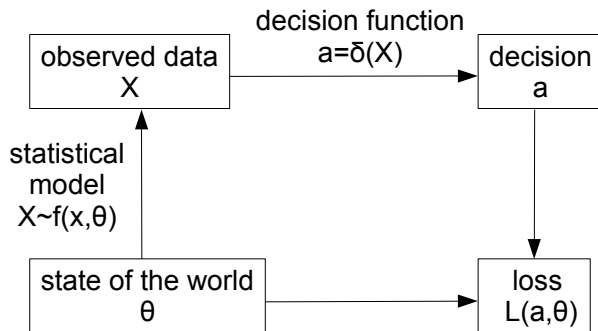 decision function
a=δ(X)
observed data
X
decision
a
statistical
model
X~f(x,θ)
state of the world
θ
loss
L(a,θ)